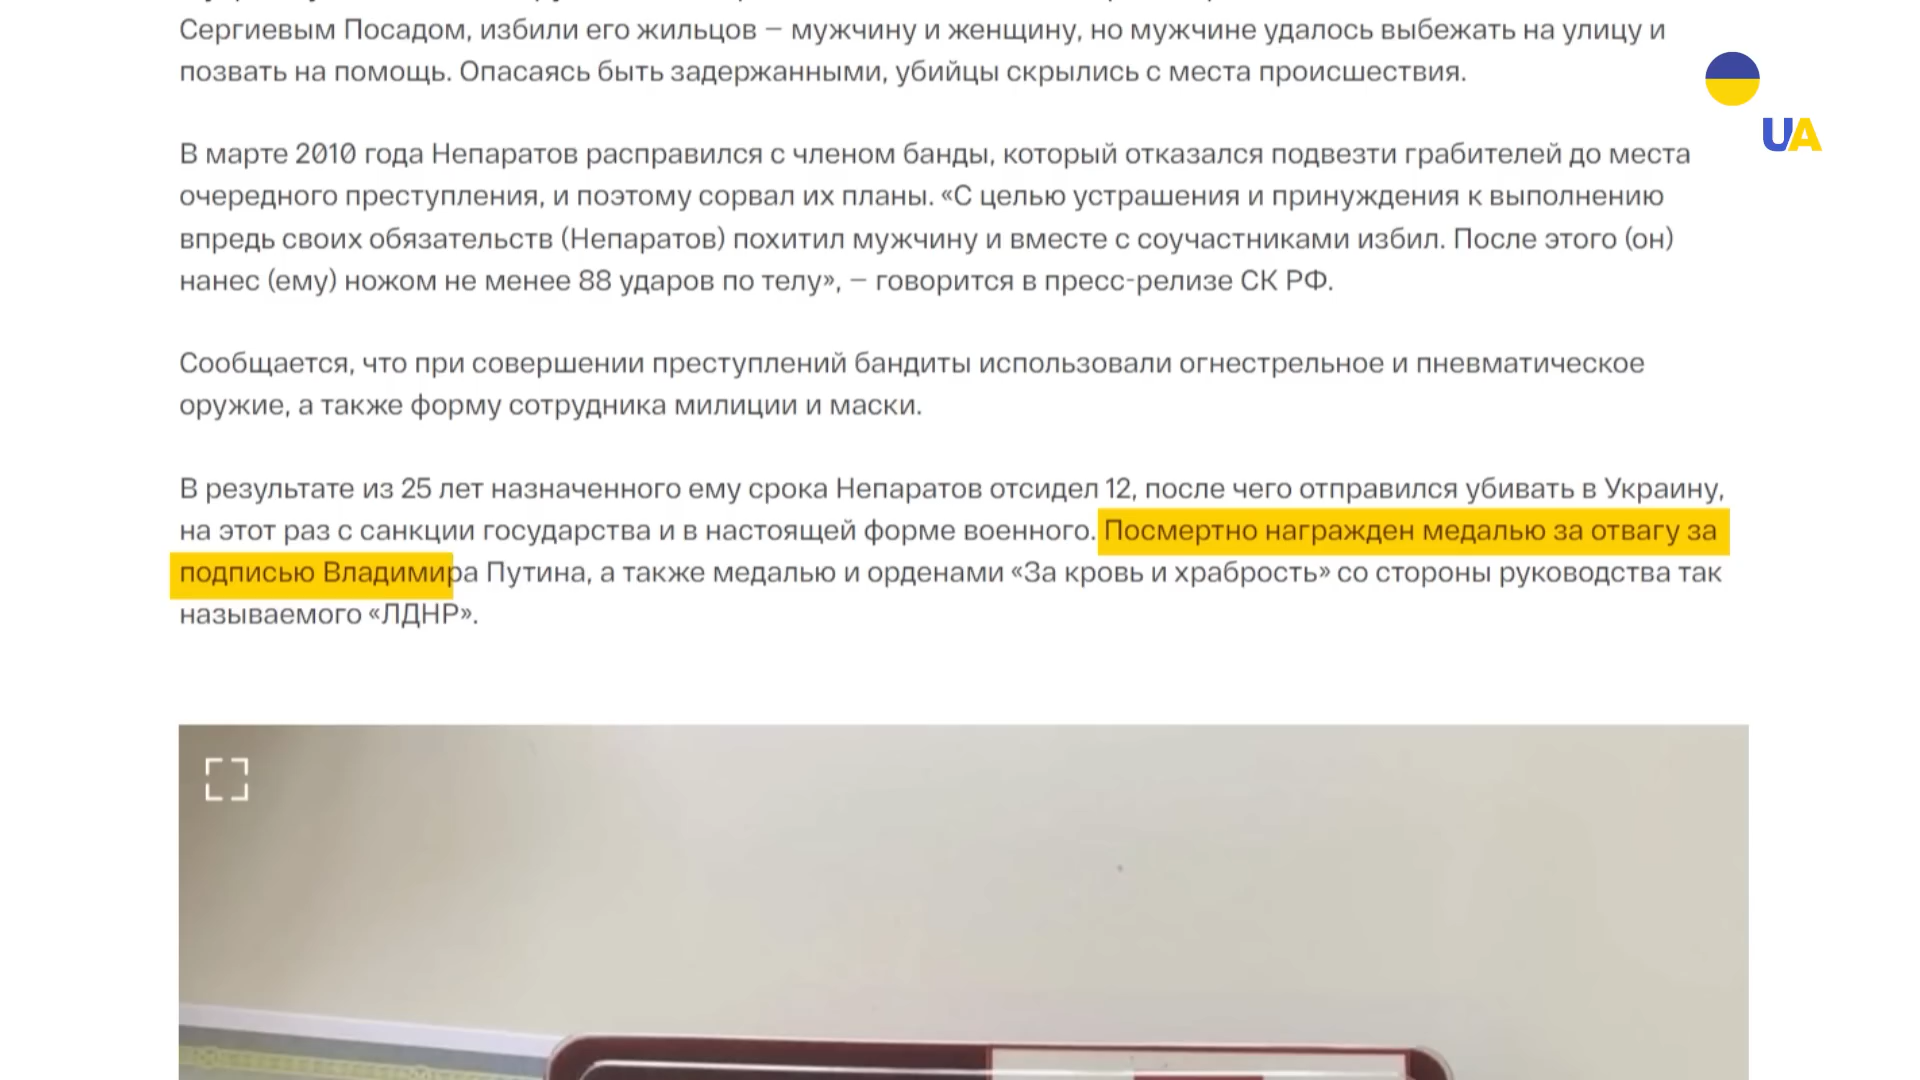 Сергиевым Посадом, избили его жильцов – мужчину и женщину, но мужчине удалось выбежать на улицу и
позвать на помощь. Опасаясь быть задержанными, убийцы скрылись с места происшествия.
UA
В марте 2010 года Непаратов расправился с членом банды, который отказался подвезти грабителей до места
очередного преступления, и поэтому сорвал их планы. «С целью устрашения и принуждения к выполнению
впредь своих обязательств (Непаратов) похитил мужчину и вместе с соучастниками избил. После этого (он)
нанес (ему) ножом не менее 88 ударов по телу», – говорится в пресс-релизе СК РФ.
Сообщается, что при совершении преступлений бандиты использовали огнестрельное и пневматическое
оружие, а также форму сотрудника милиции и маски.
В результате из 25 лет назначенного ему срока Непаратов отсидел 12, после чего отправился убивать в Украину,
на этот раз с санкции государства и в настоящей форме военного. Посмертно награжден медалью за отвагу за
подписью Владимира Путина, а также медалью и орденами «За кровь и храбрость» со стороны руководства так
называемого «ЛДНР».